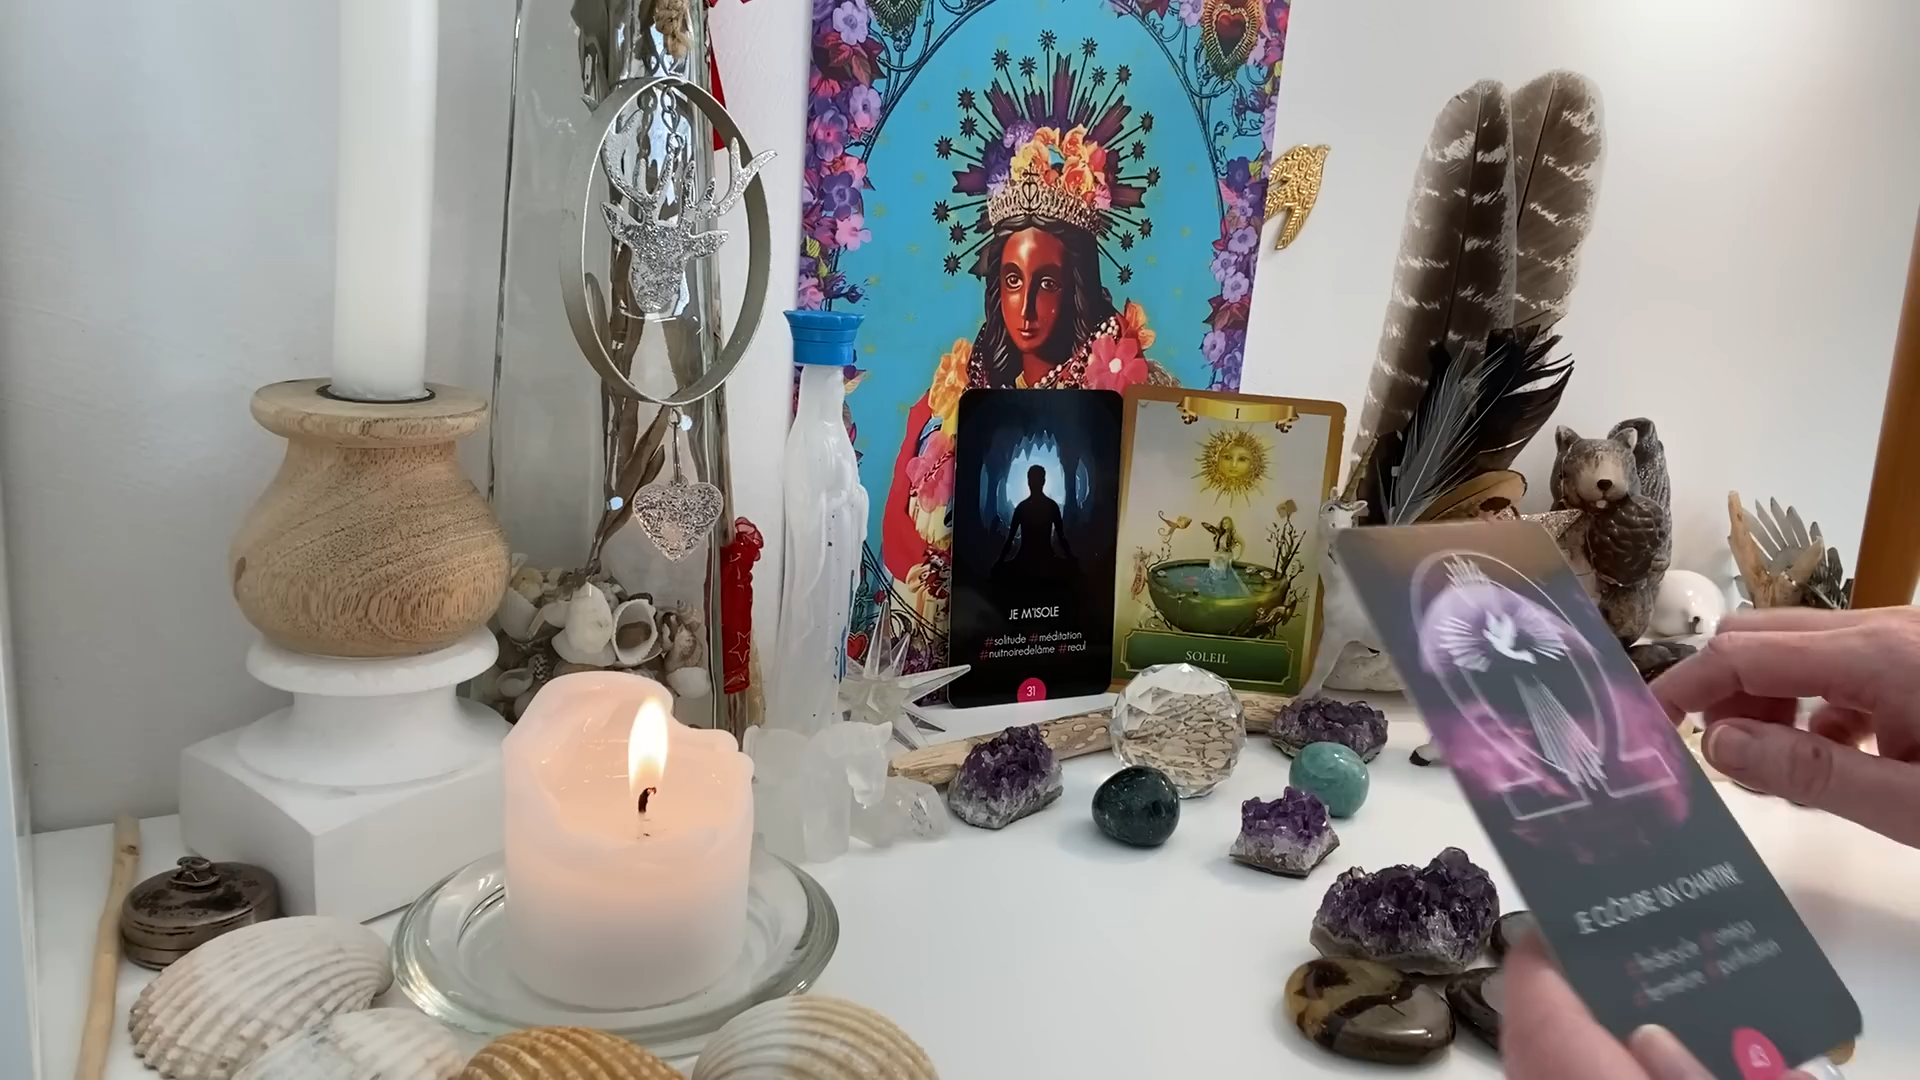 I
JE M'ISOLE
#solitude #méditation
#nuitnoiredelâme #recul
31
SOLEIL
JE CLÔTURE UN CHAPITRE